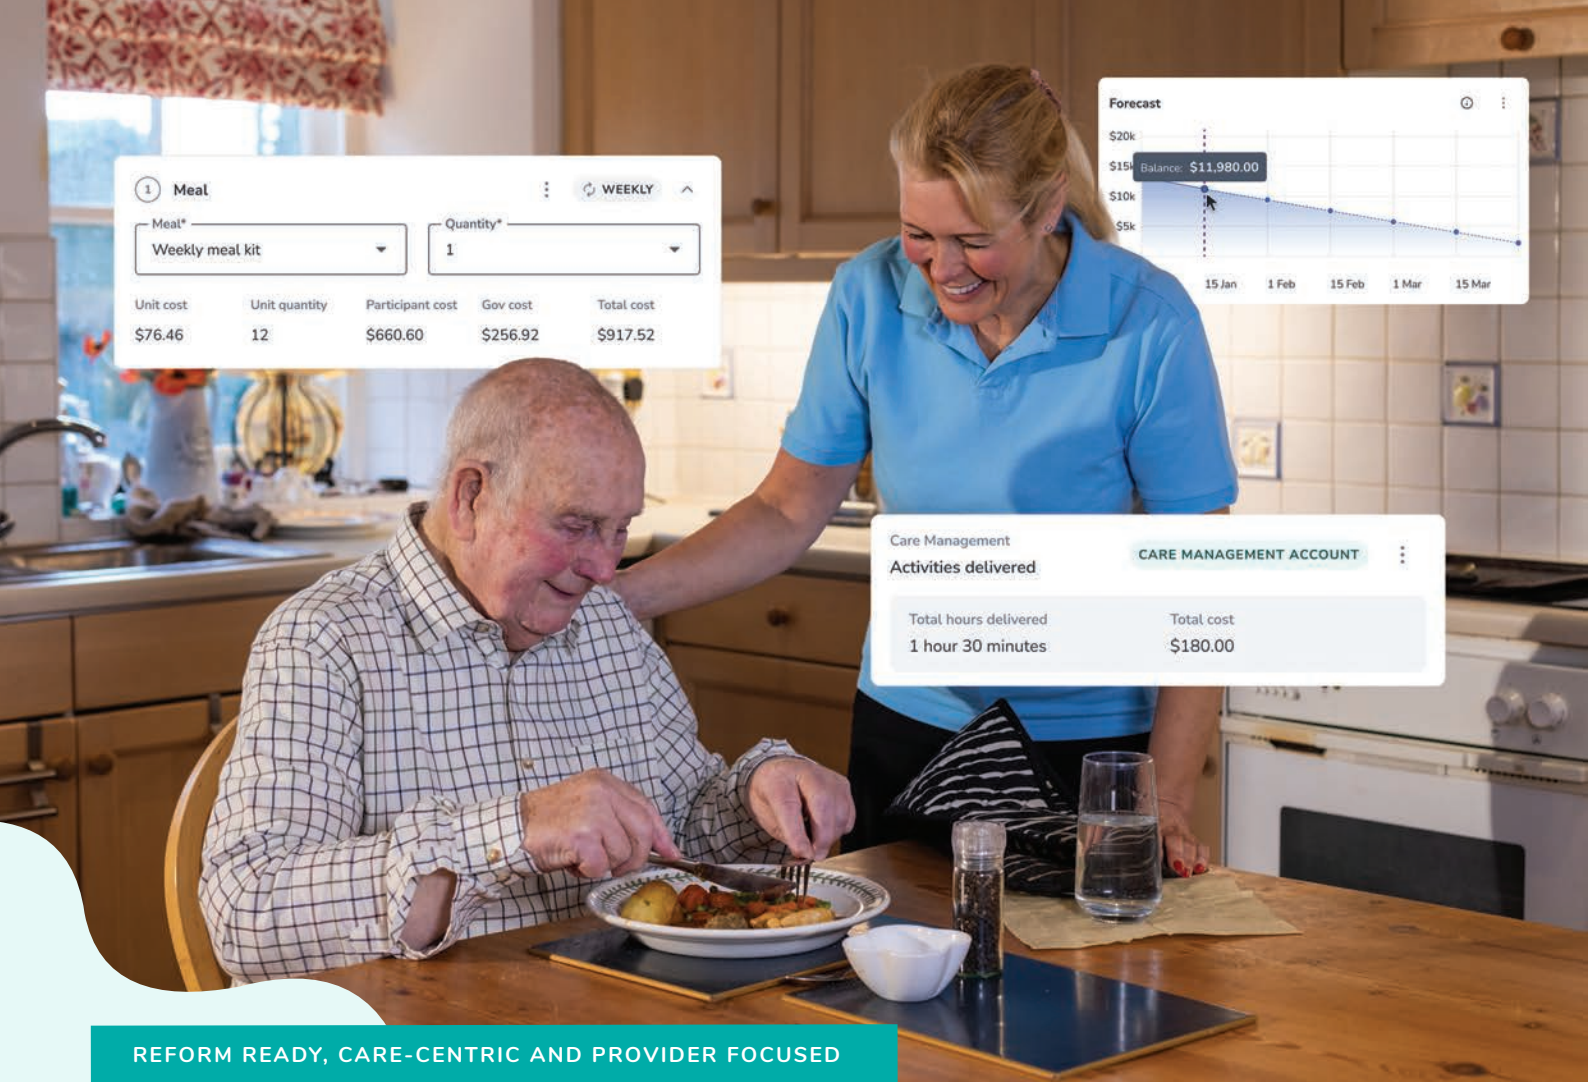 1 Meal WEEKLY
Meal* Quantity*
Weekly meal kit 1
Unit cost Unit quantity Participant cost Gov cost Total cost
$76.46 12 $660.60 $256.92 $917.52
Forecast
$20k
$15k Balance: $11,980.00
$10k
$5k
15 Jan 1 Feb 15 Feb 1 Mar 15 Mar
Care Management
Activities delivered
CARE MANAGEMENT ACCOUNT
Total hours delivered Total cost
1 hour 30 minutes $180.00
REFORM READY, CARE-CENTRIC AND PROVIDER FOCUSED